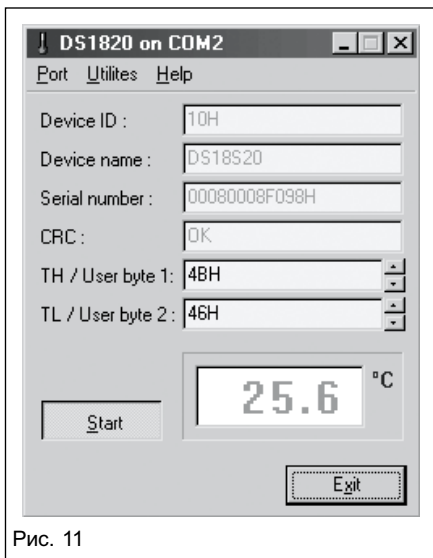 DS1820 on COM2
Port Utilites Help
Device ID : 10H
Device name : DS18S20
Serial number : 00080008F098H
CRC : OK
TH / User byte 1: 4BH
TL / User byte 2 : 46H
25.6 °C
Start
Exit
Рис. 11